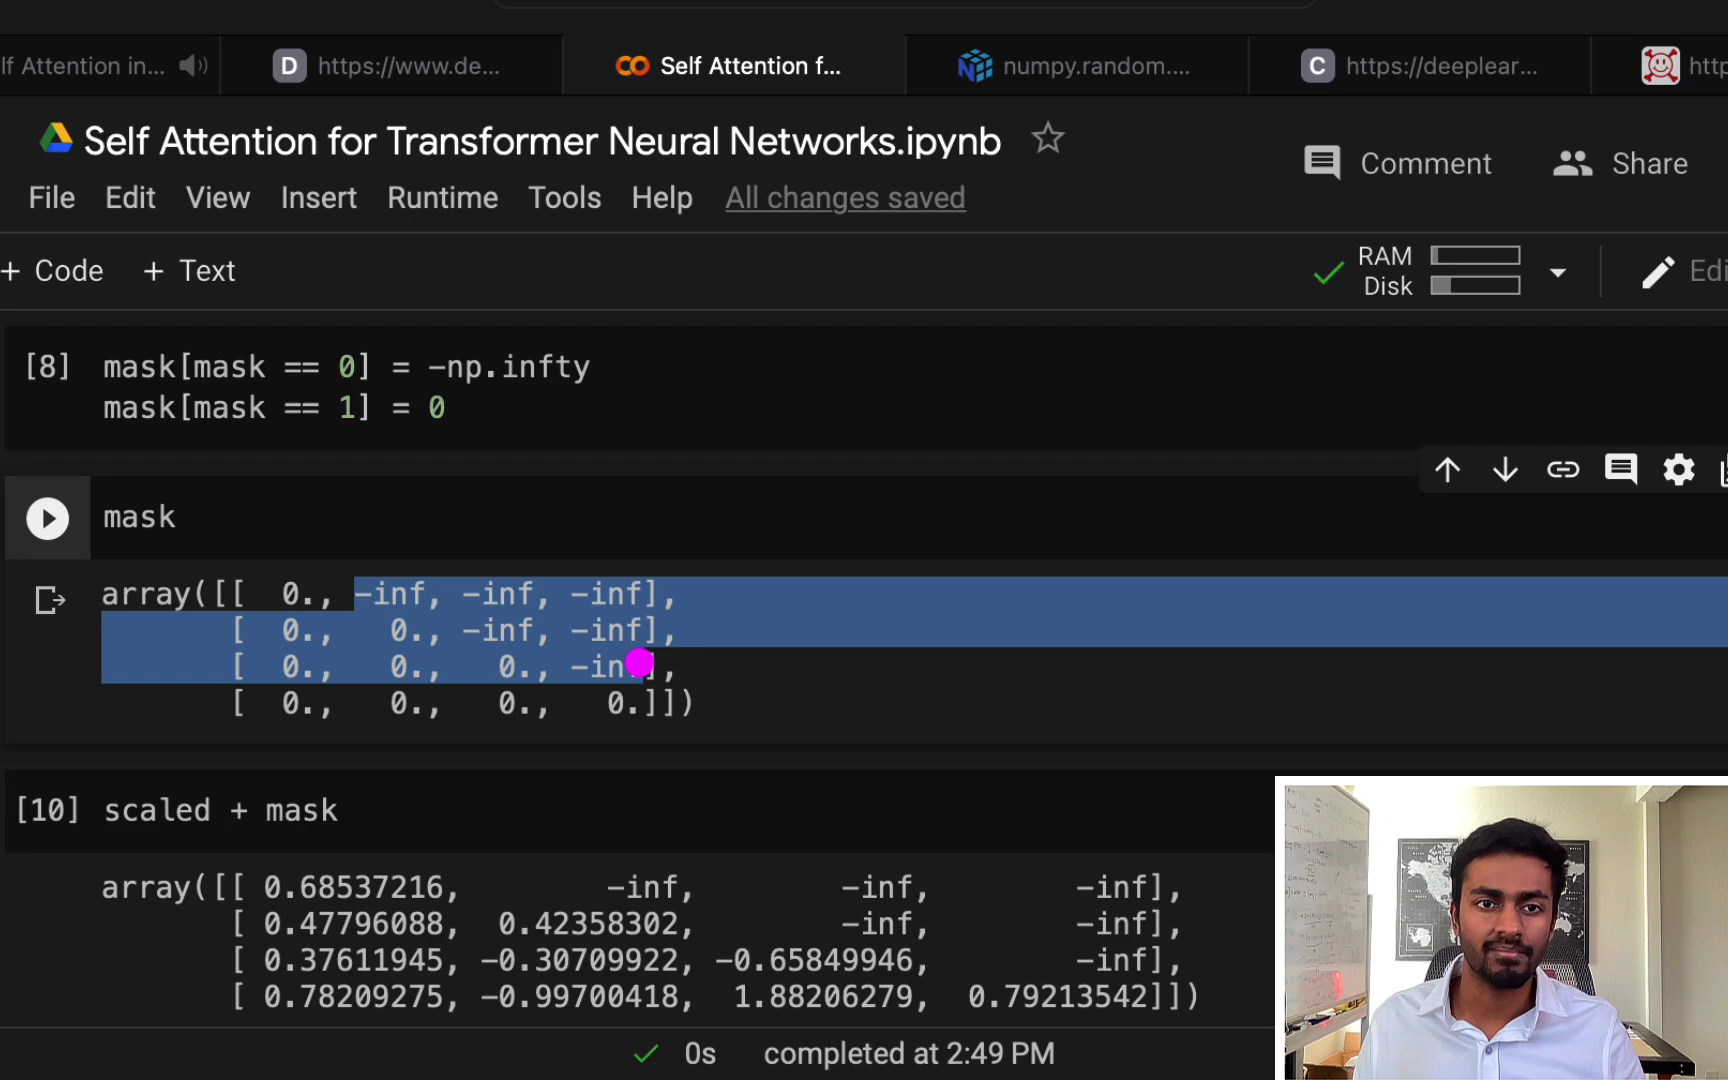 lf Attention in...
D https://www.de...
Self Attention f...
numpy.random....
C https://deeplear...
http
Self Attention for Transformer Neural Networks.ipynb
Comment
Share
File Edit View Insert Runtime Tools Help All changes saved
+ Code + Text
RAM
Disk
Edi
[8] mask[mask == 0] = -np.infty
mask[mask == 1] = 0
mask
array([[ 0., -inf, -inf, -inf],
[ 0., 0., -inf, -inf],
[ 0., 0., 0., -in ],
[ 0., 0., 0., 0.]])
[10] scaled + mask
array([[ 0.68537216, -inf, -inf, -inf],
[ 0.47796088, 0.42358302, -inf, -inf],
[ 0.37611945, -0.30709922, -0.65849946, -inf],
[ 0.78209275, -0.99700418, 1.88206279, 0.79213542]])
0s completed at 2:49 PM